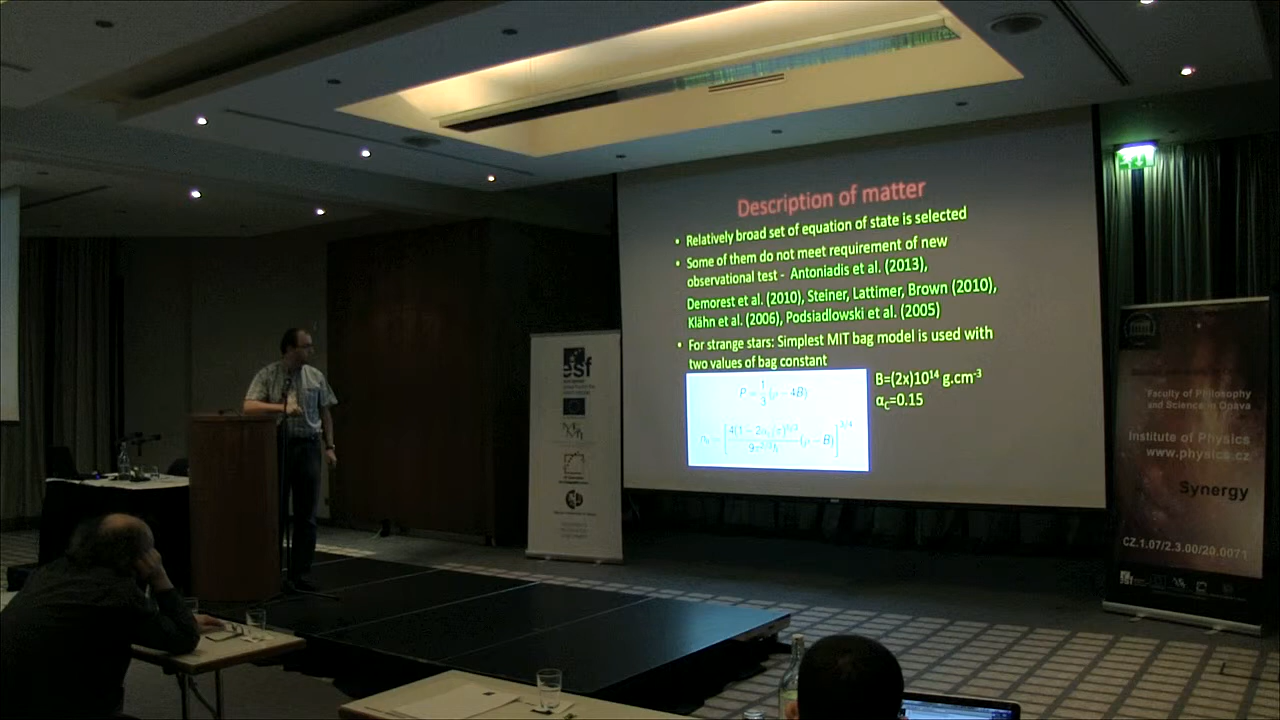 Description of matter
• Relatively broad set of equation of state is selected
• Some of them do not meet requirement of new
observational test - Antoniadis et al. (2013),
Demorest et al. (2010), Steiner, Lattimer, Brown (2010),
Klähn et al. (2006), Podsiadlowski et al. (2005)
• For strange stars: Simplest MIT bag model is used with
two values of bag constant
B=(2x)10¹⁴ g.cm⁻³
α_c=0.15
esf
Faculty of Philosophy
and Science in Opava
Institute of Physics
www.physics.cz
Synergy
CZ.1.07/2.3.00/20.0071
esf